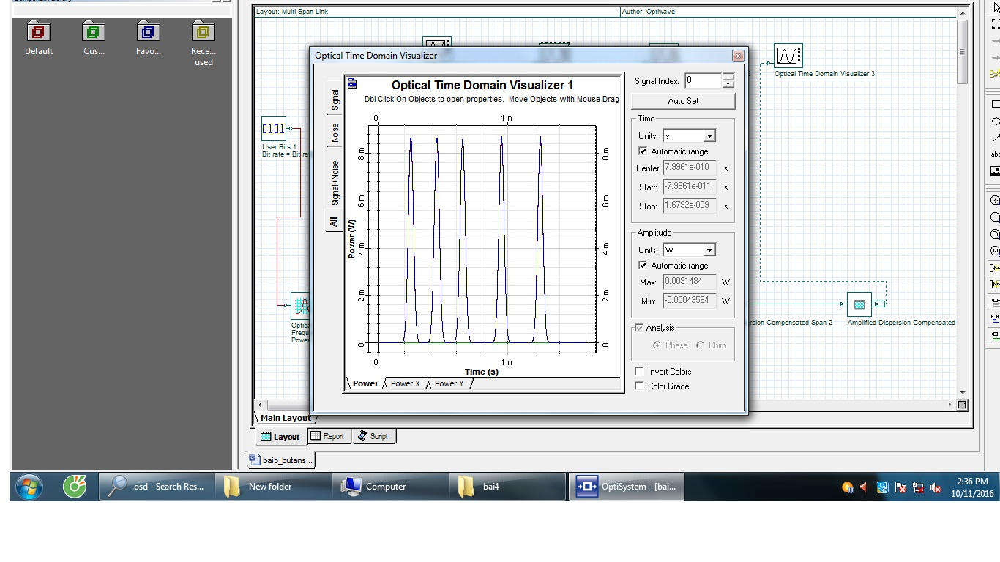 Layout: Multi-Span Link
Author: Optiwave
Default
Cus...
Favo...
Rece...
used
Optical Time Domain Visualizer
Optical Time Domain Visualizer 3
User Bits 1
Bit rate = Bit ra
Optica
Frequ
Power
Signal
Noise
Signal+Noise
All
Optical Time Domain Visualizer 1
Dbl Click On Objects to open properties. Move Objects with Mouse Drag
0
1 n
Power (W)
8 m
6 m
4 m
2 m
0
8 m
6 m
4 m
2 m
0
0
1 n
Time (s)
Power
Power X
Power Y
Signal Index:
0
Auto Set
Time
Units:
s
Automatic range
Center:
7.9961e-010
s
Start:
-7.9961e-011
s
Stop:
1.6792e-009
s
Amplitude
Units:
W
Automatic range
Max:
0.0091484
W
Min:
-0.00043564
W
Analysis
Phase
Chirp
Invert Colors
Color Grade
rsion Compensated Span 2
Amplified Dispersion Compensated
abc
Main Layout
Layout
Report
Script
bai5_butans...
.osd - Search Res...
New folder
Computer
bai4
OptiSystem - [bai...
2:36 PM
10/11/2016